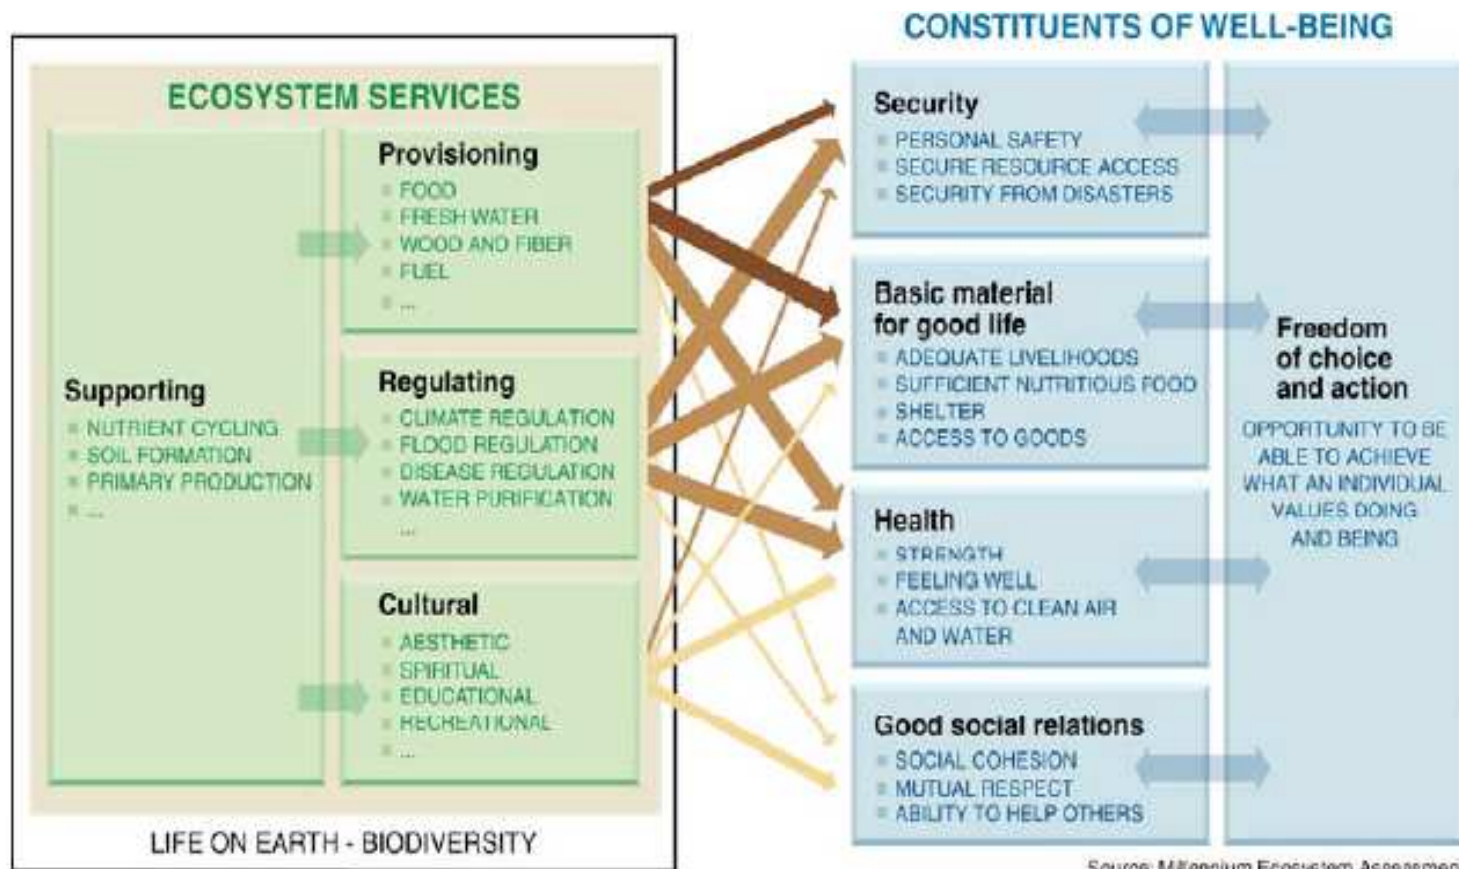 CONSTITUENTS OF WELL-BEING
ECOSYSTEM SERVICES
Supporting
NUTRIENT CYCLING
SOIL FORMATION
PRIMARY PRODUCTION
...
Provisioning
FOOD
FRESH WATER
WOOD AND FIBER
FUEL
...
Regulating
CLIMATE REGULATION
FLOOD REGULATION
DISEASE REGULATION
WATER PURIFICATION
...
Cultural
AESTHETIC
SPIRITUAL
EDUCATIONAL
RECREATIONAL
...
LIFE ON EARTH - BIODIVERSITY
Security
PERSONAL SAFETY
SECURE RESOURCE ACCESS
SECURITY FROM DISASTERS
Basic material
for good life
ADEQUATE LIVELIHOODS
SUFFICIENT NUTRITIOUS FOOD
SHELTER
ACCESS TO GOODS
Health
STRENGTH
FEELING WELL
ACCESS TO CLEAN AIR
AND WATER
Good social relations
SOCIAL COHESION
MUTUAL RESPECT
ABILITY TO HELP OTHERS
Freedom
of choice
and action
OPPORTUNITY TO BE
ABLE TO ACHIEVE
WHAT AN INDIVIDUAL
VALUES DOING
AND BEING
Source: Millennium Ecosystem Assessment